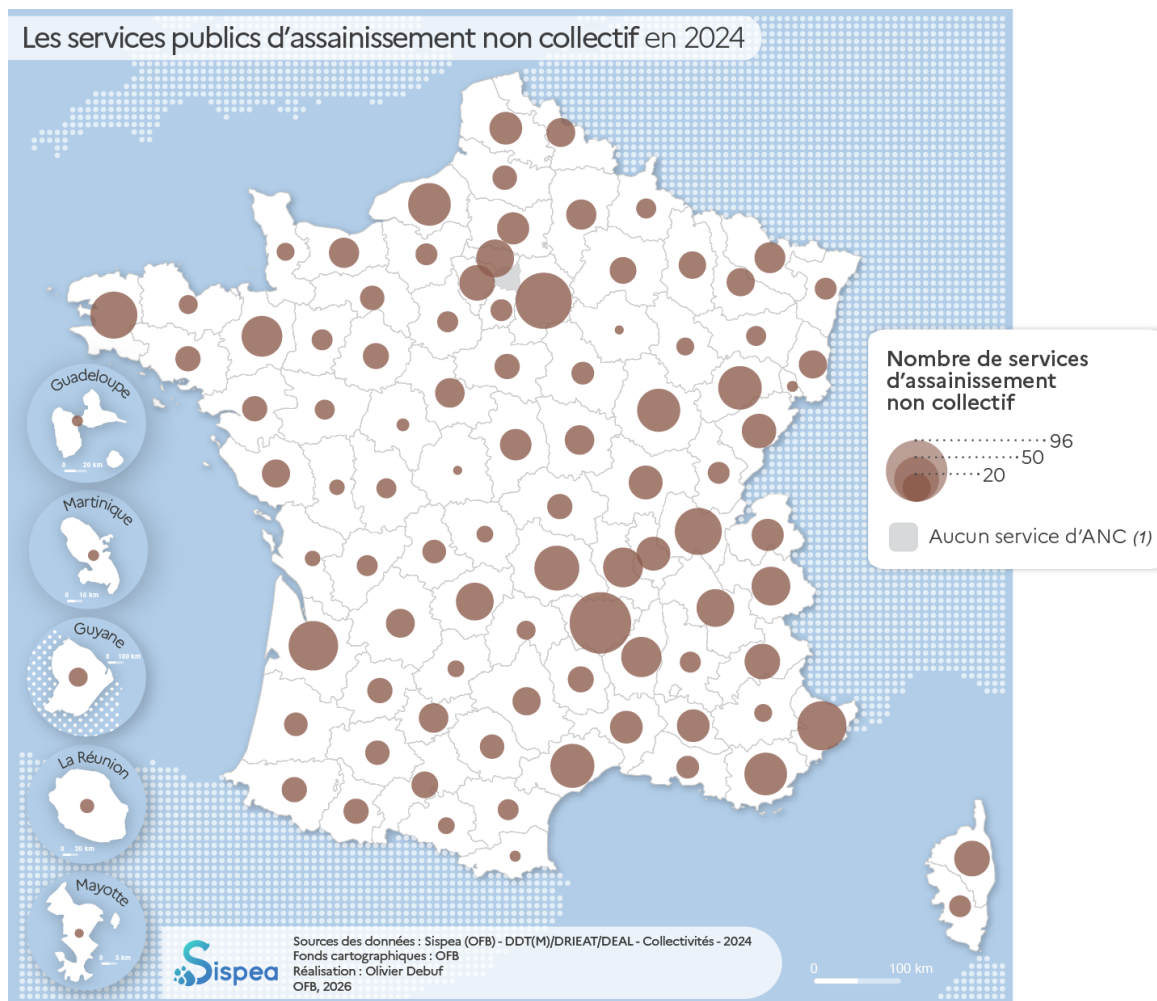 Les services publics d'assainissement non collectif en 2024
Guadeloupe
0 20 km
Martinique
0 10 km
Guyane
0 100 km
La Réunion
0 20 km
Mayotte
0 5 km
Nombre de services
d'assainissement
non collectif
96
50
20
Aucun service d'ANC (1)
Sispea
Sources des données : Sispea (OFB) - DDT(M)/DRIEAT/DEAL - Collectivités - 2024
Fonds cartographiques : OFB
Réalisation : Olivier Debuf
OFB, 2026
0 100 km